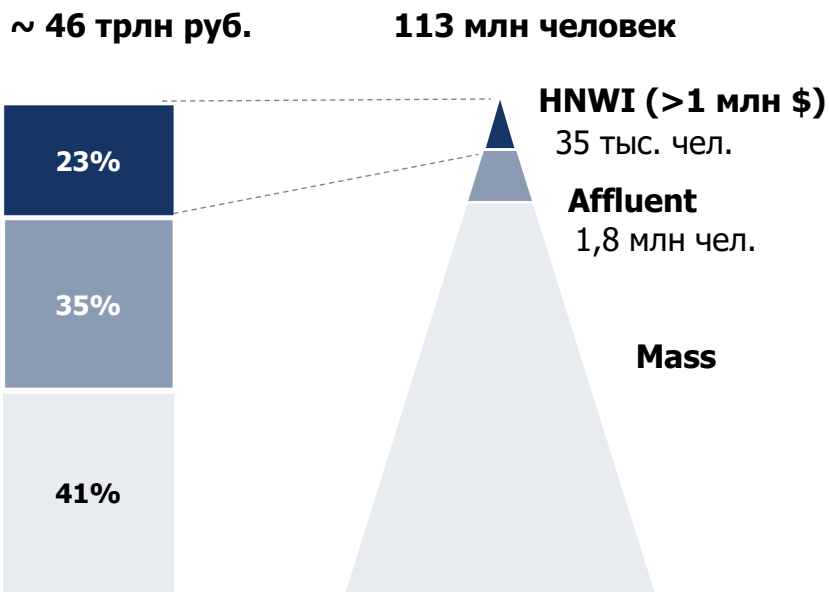 ~ 46 трлн руб.
113 млн человек
HNWI (>1 млн $)
35 тыс. чел.
23%
Affluent
1,8 млн чел.
35%
Mass
41%